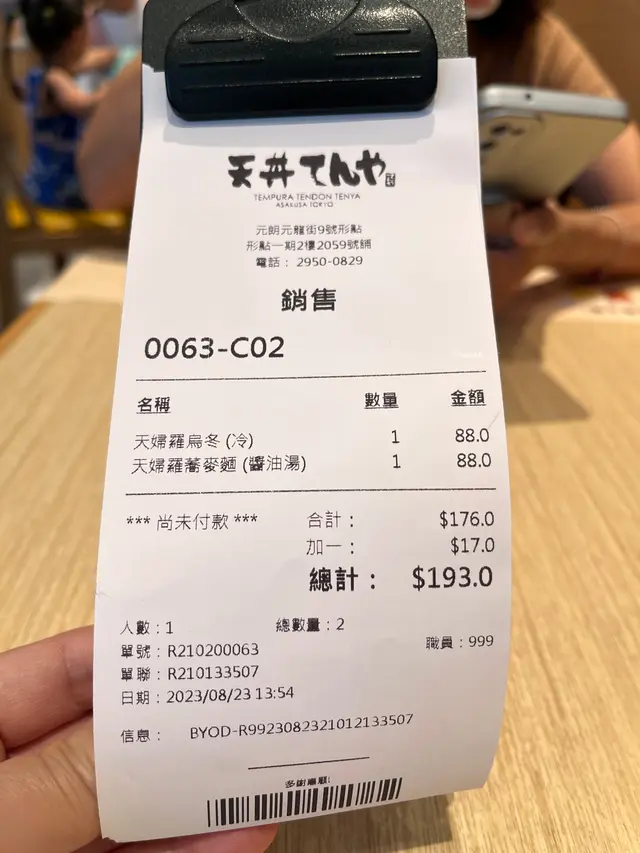 天丼 てんや
TEMPURA TENDON TENYA
ASAKUSA TOKYO
元朗元龍街9號形點
形點一期2樓2059號舖
電話： 2950-0829
銷售
0063-C02
名稱 數量 金額
天婦羅烏冬 (冷) 1 88.0
天婦羅蕎麥麵 (醬油湯) 1 88.0
*** 尚未付款 *** 合計： $176.0
加一： $17.0
總計： $193.0
人數：1 總數量：2
單號：R210200063 職員：999
單聯：R210133507
日期：2023/08/23 13:54
信息： BYOD-R9923082321012133507
多謝惠顧!